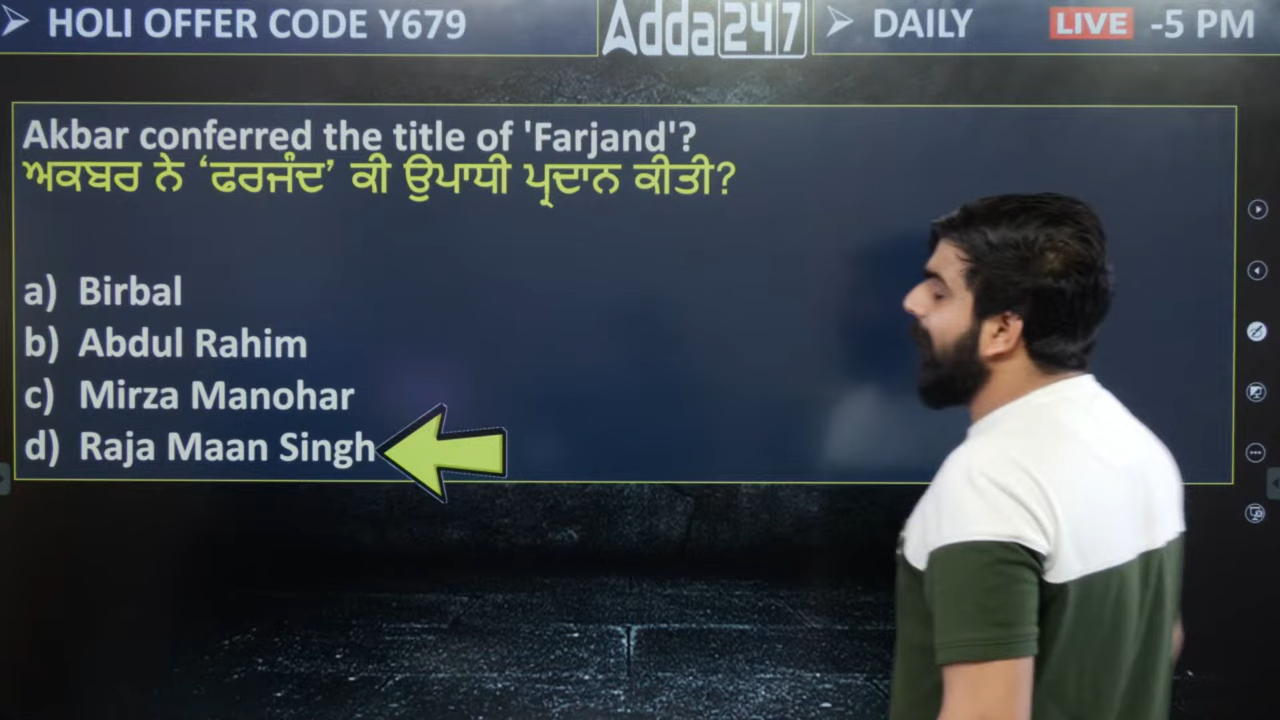 HOLI OFFER CODE Y679
Adda247
DAILY LIVE -5 PM
Akbar conferred the title of 'Farjand'?
ਅਕਬਰ ਨੇ ‘ਫਰਜੰਦ’ ਕੀ ਉਪਾਧੀ ਪ੍ਰਦਾਨ ਕੀਤੀ?
a) Birbal
b) Abdul Rahim
c) Mirza Manohar
d) Raja Maan Singh